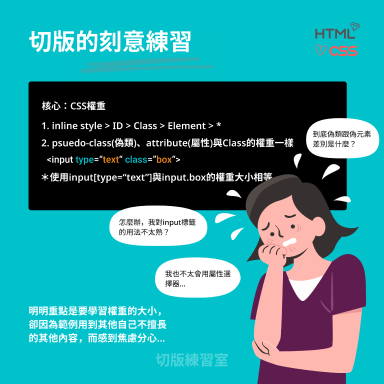 切版的刻意練習
HTML
CSS
核心：CSS權重
1. inline style > ID > Class > Element > *
2. psuedo-class(偽類)、attribute(屬性)與Class的權重一樣
<input type="text" class="box">
＊使用input[type="text"]與input.box的權重大小相等
到底偽類跟偽元素
差別是什麼？
怎麼辦，我對input標籤
的用法不太熟？
我也不太會用屬性選
擇器...
明明重點是要學習權重的大小，
卻因為範例用到其他自己不擅長
的其他內容，而感到焦慮分心...
切版練習室